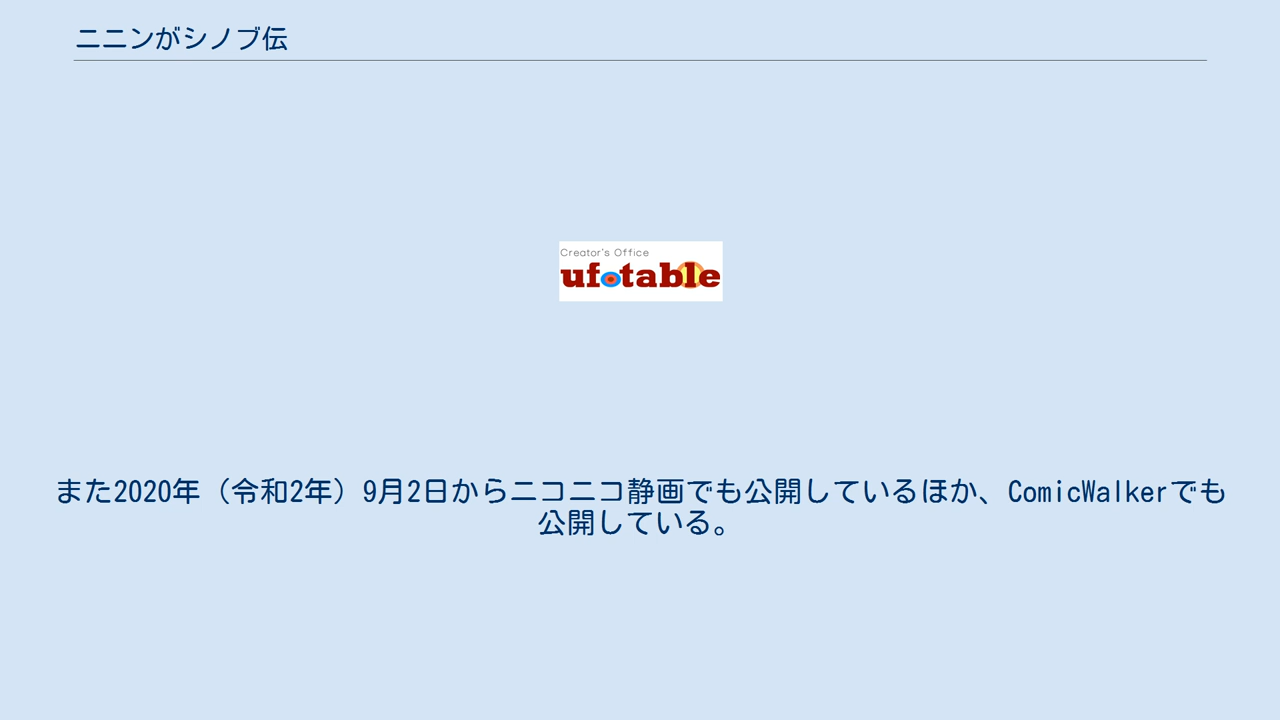 ニニンがシノブ伝
Creator's Office
ufotable
また2020年（令和2年）9月2日からニコニコ静画でも公開しているほか、ComicWalkerでも
公開している。